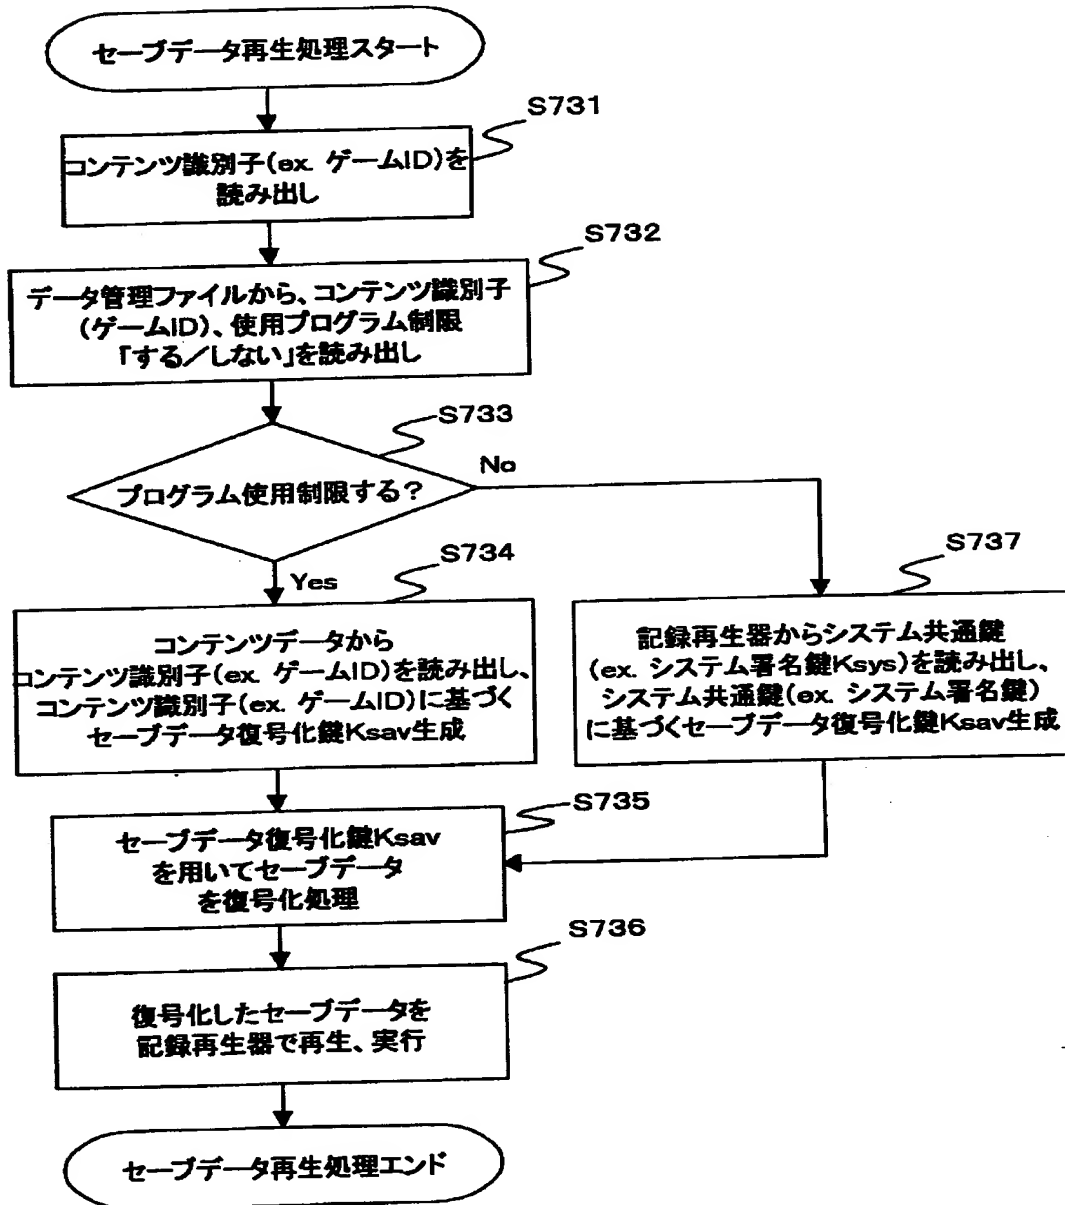 セーブデータ再生処理スタート
S731
コンテンツ識別子(ex. ゲームID)を
読み出し
S732
データ管理ファイルから、コンテンツ識別子
(ゲームID)、使用プログラム制限
「する／しない」を読み出し
S733
プログラム使用制限する?
No
Yes
S734
コンテンツデータから
コンテンツ識別子(ex. ゲームID)を読み出し、
コンテンツ識別子(ex. ゲームID)に基づく
セーブデータ復号化鍵Ksav生成
S737
記録再生器からシステム共通鍵
(ex. システム署名鍵Ksys)を読み出し、
システム共通鍵(ex. システム署名鍵)
に基づくセーブデータ復号化鍵Ksav生成
S735
セーブデータ復号化鍵Ksav
を用いてセーブデータ
を復号化処理
S736
復号化したセーブデータを
記録再生器で再生、実行
セーブデータ再生処理エンド